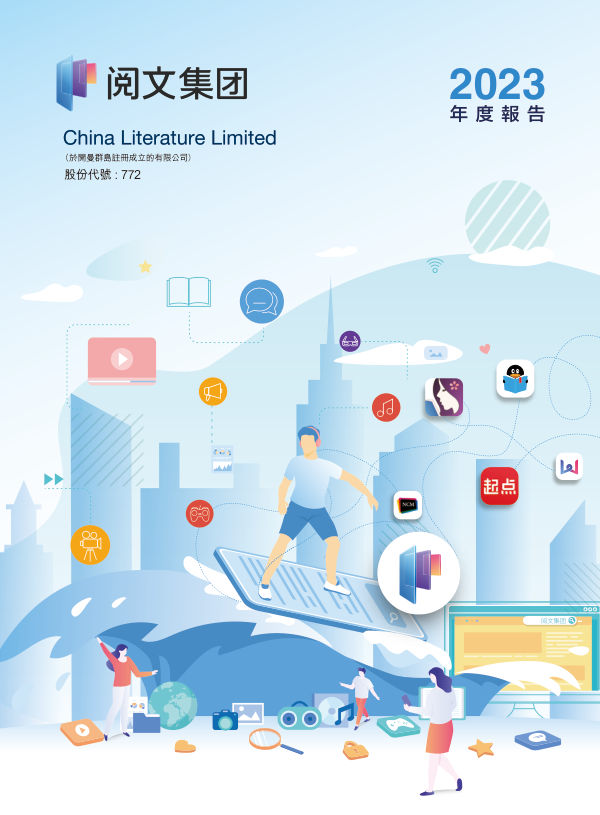 阅文集团
2023
年度報告
China Literature Limited
（於開曼群島註冊成立的有限公司）
股份代號 : 772
起点
NCM
阅文集团